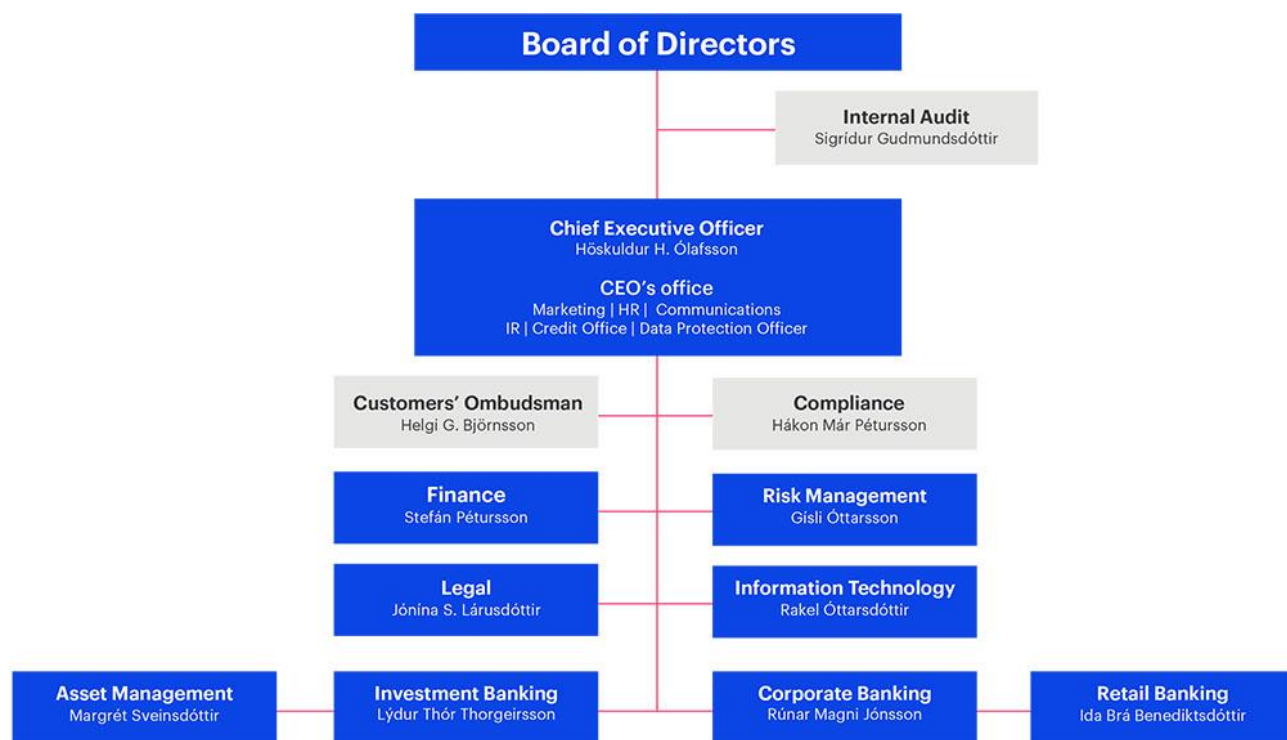 Board of Directors
Internal Audit
Sigrídur Gudmundsdóttir
Chief Executive Officer
Höskuldur H. Ólafsson
CEO's office
Marketing | HR | Communications
IR | Credit Office | Data Protection Officer
Customers' Ombudsman
Helgi G. Björnsson
Compliance
Hákon Már Pétursson
Finance
Stefán Pétursson
Risk Management
Gísli Óttarsson
Legal
Jónína S. Lárusdóttir
Information Technology
Rakel Óttarsdóttir
Asset Management
Margrét Sveinsdóttir
Investment Banking
Lýdur Thór Thorgeirsson
Corporate Banking
Rúnar Magni Jónsson
Retail Banking
Ida Brá Benediktsdóttir